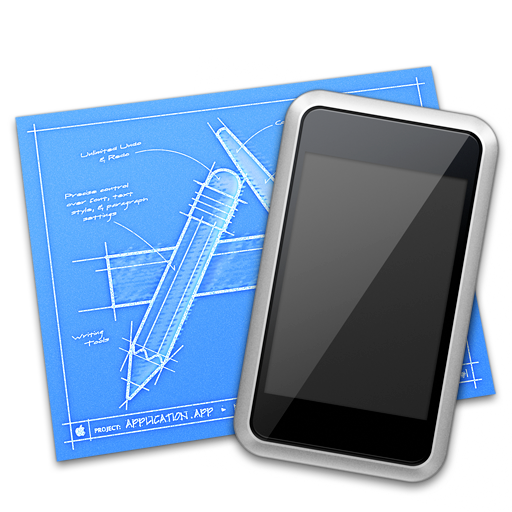 Unlimited Undo
& Redo
Precise control
over font, text
style, & paragraph
settings
Writing
Tools
PROJECT: APPLICATION.APP